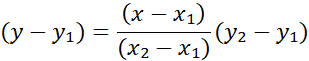 (y − y₁) = (x − x₁)/(x₂ − x₁) (y₂ − y₁)